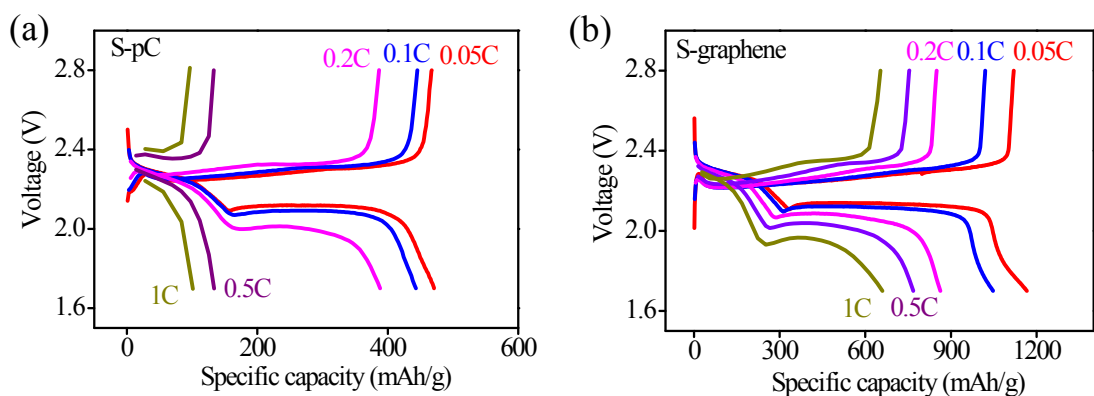 (a)
S-pC
0.2C
0.1C
0.05C
1C
0.5C
2.8
2.4
2.0
1.6
Voltage (V)
0
200
400
600
Specific capacity (mAh/g)
(b)
S-graphene
0.2C
0.1C
0.05C
1C
0.5C
2.8
2.4
2.0
1.6
Voltage (V)
0
300
600
900
1200
Specific capacity (mAh/g)